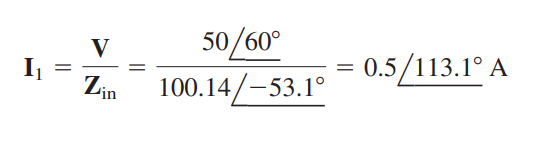 I₁ = V/Z_in = 50∠60° / 100.14∠−53.1° = 0.5∠113.1° A